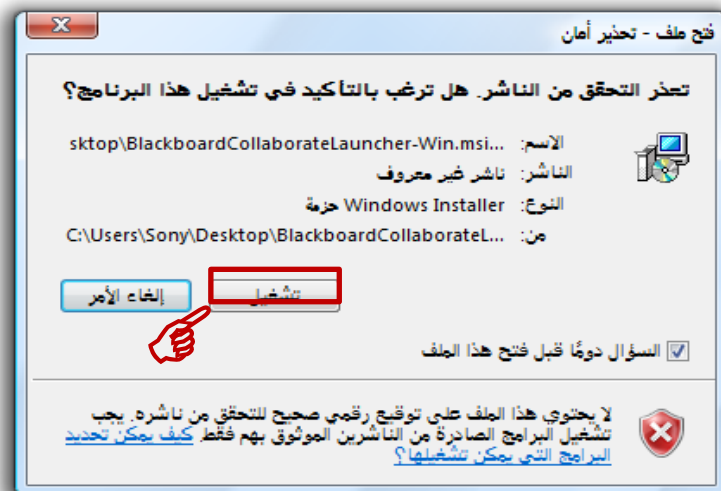 فتح ملف - تحذير أمان
تعذر التحقق من الناشر. هل ترغب بالتأكيد في تشغيل هذا البرنامج؟
الاسم: sktop\BlackboardCollaborateLauncher-Win.msi...
الناشر: ناشر غير معروف
النوع: Windows Installer حزمة
من: C:\Users\Sony\Desktop\BlackboardCollaborateL...
تشغيل
إلغاء الأمر
السؤال دومًا قبل فتح هذا الملف
لا يحتوي هذا الملف على توقيع رقمي صحيح للتحقق من ناشره. يجب
تشغيل البرامج الصادرة من الناشرين الموثوق بهم فقط. كيف يمكن تحديد
البرامج التي يمكن تشغيلها؟